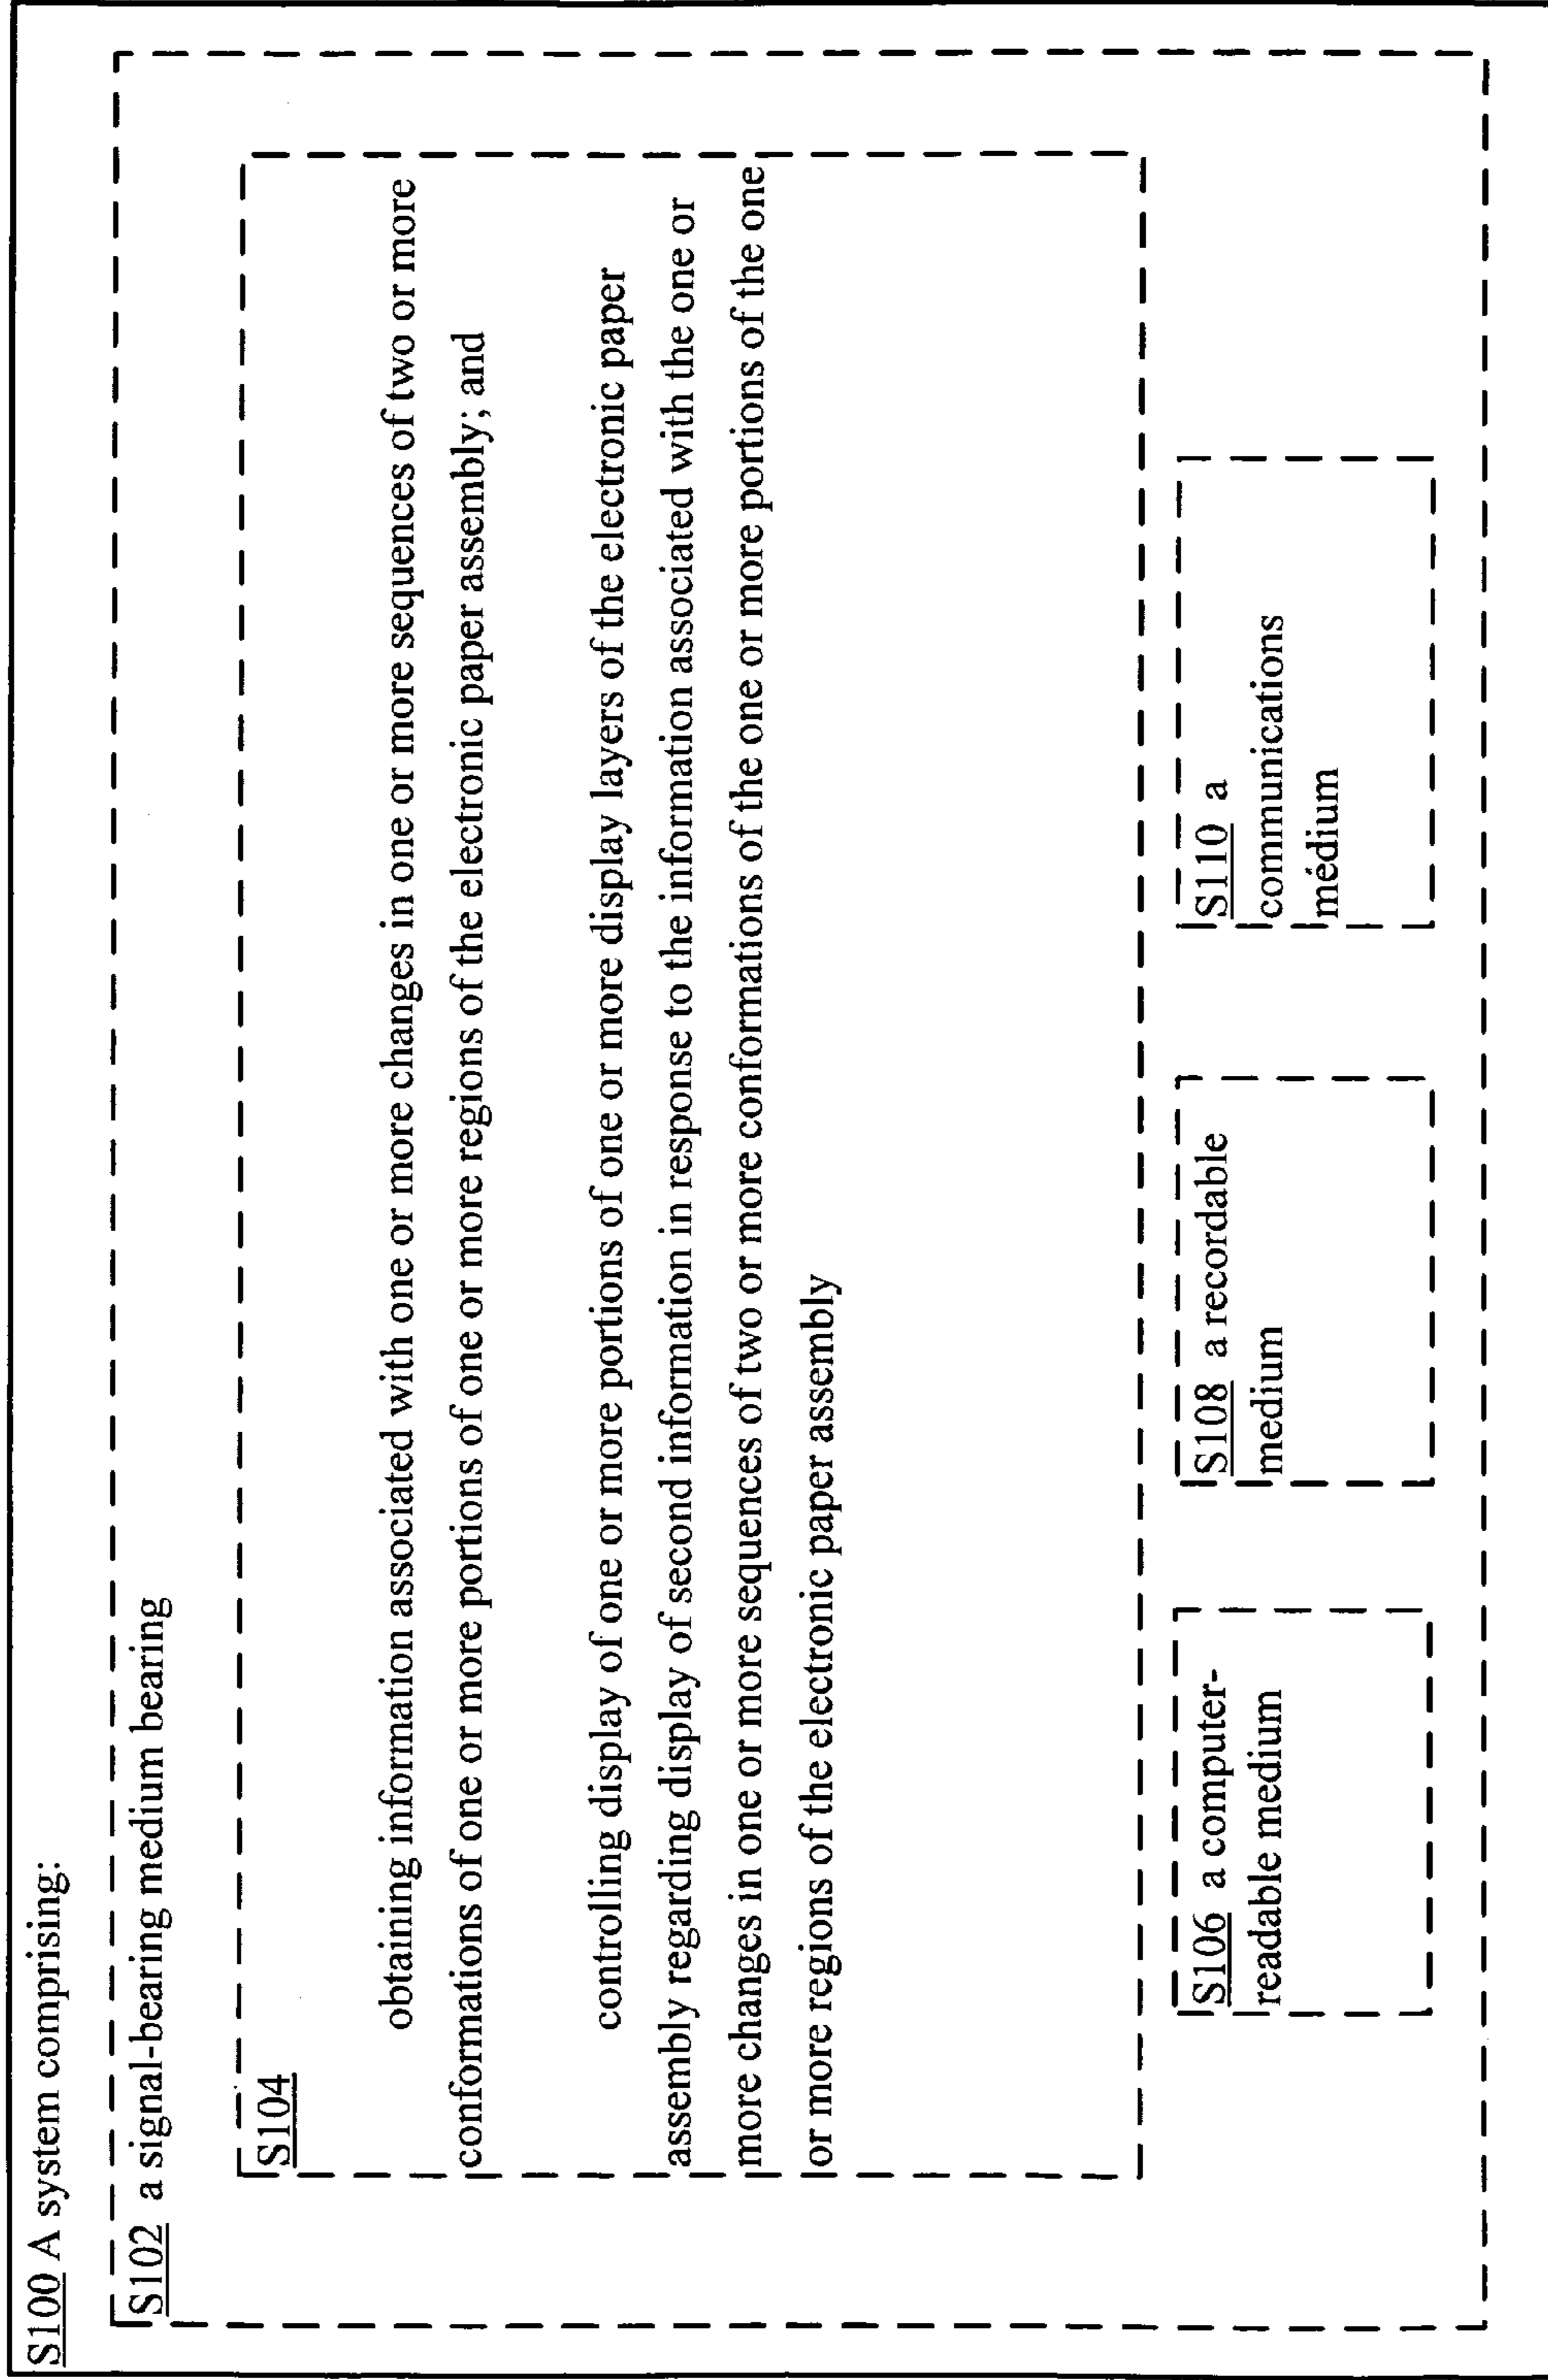 S100 A system comprising:
S102 a signal-bearing medium bearing
S104
obtaining information associated with one or more changes in one or more sequences of two or more
conformations of one or more portions of one or more regions of the electronic paper assembly; and
controlling display of one or more portions of one or more display layers of the electronic paper
assembly regarding display of second information in response to the information associated with the one or
more changes in one or more sequences of two or more conformations of the one or more portions of the one
or more regions of the electronic paper assembly
S106 a computer-
readable medium
S108 a recordable
medium
S110 a
communications
médium